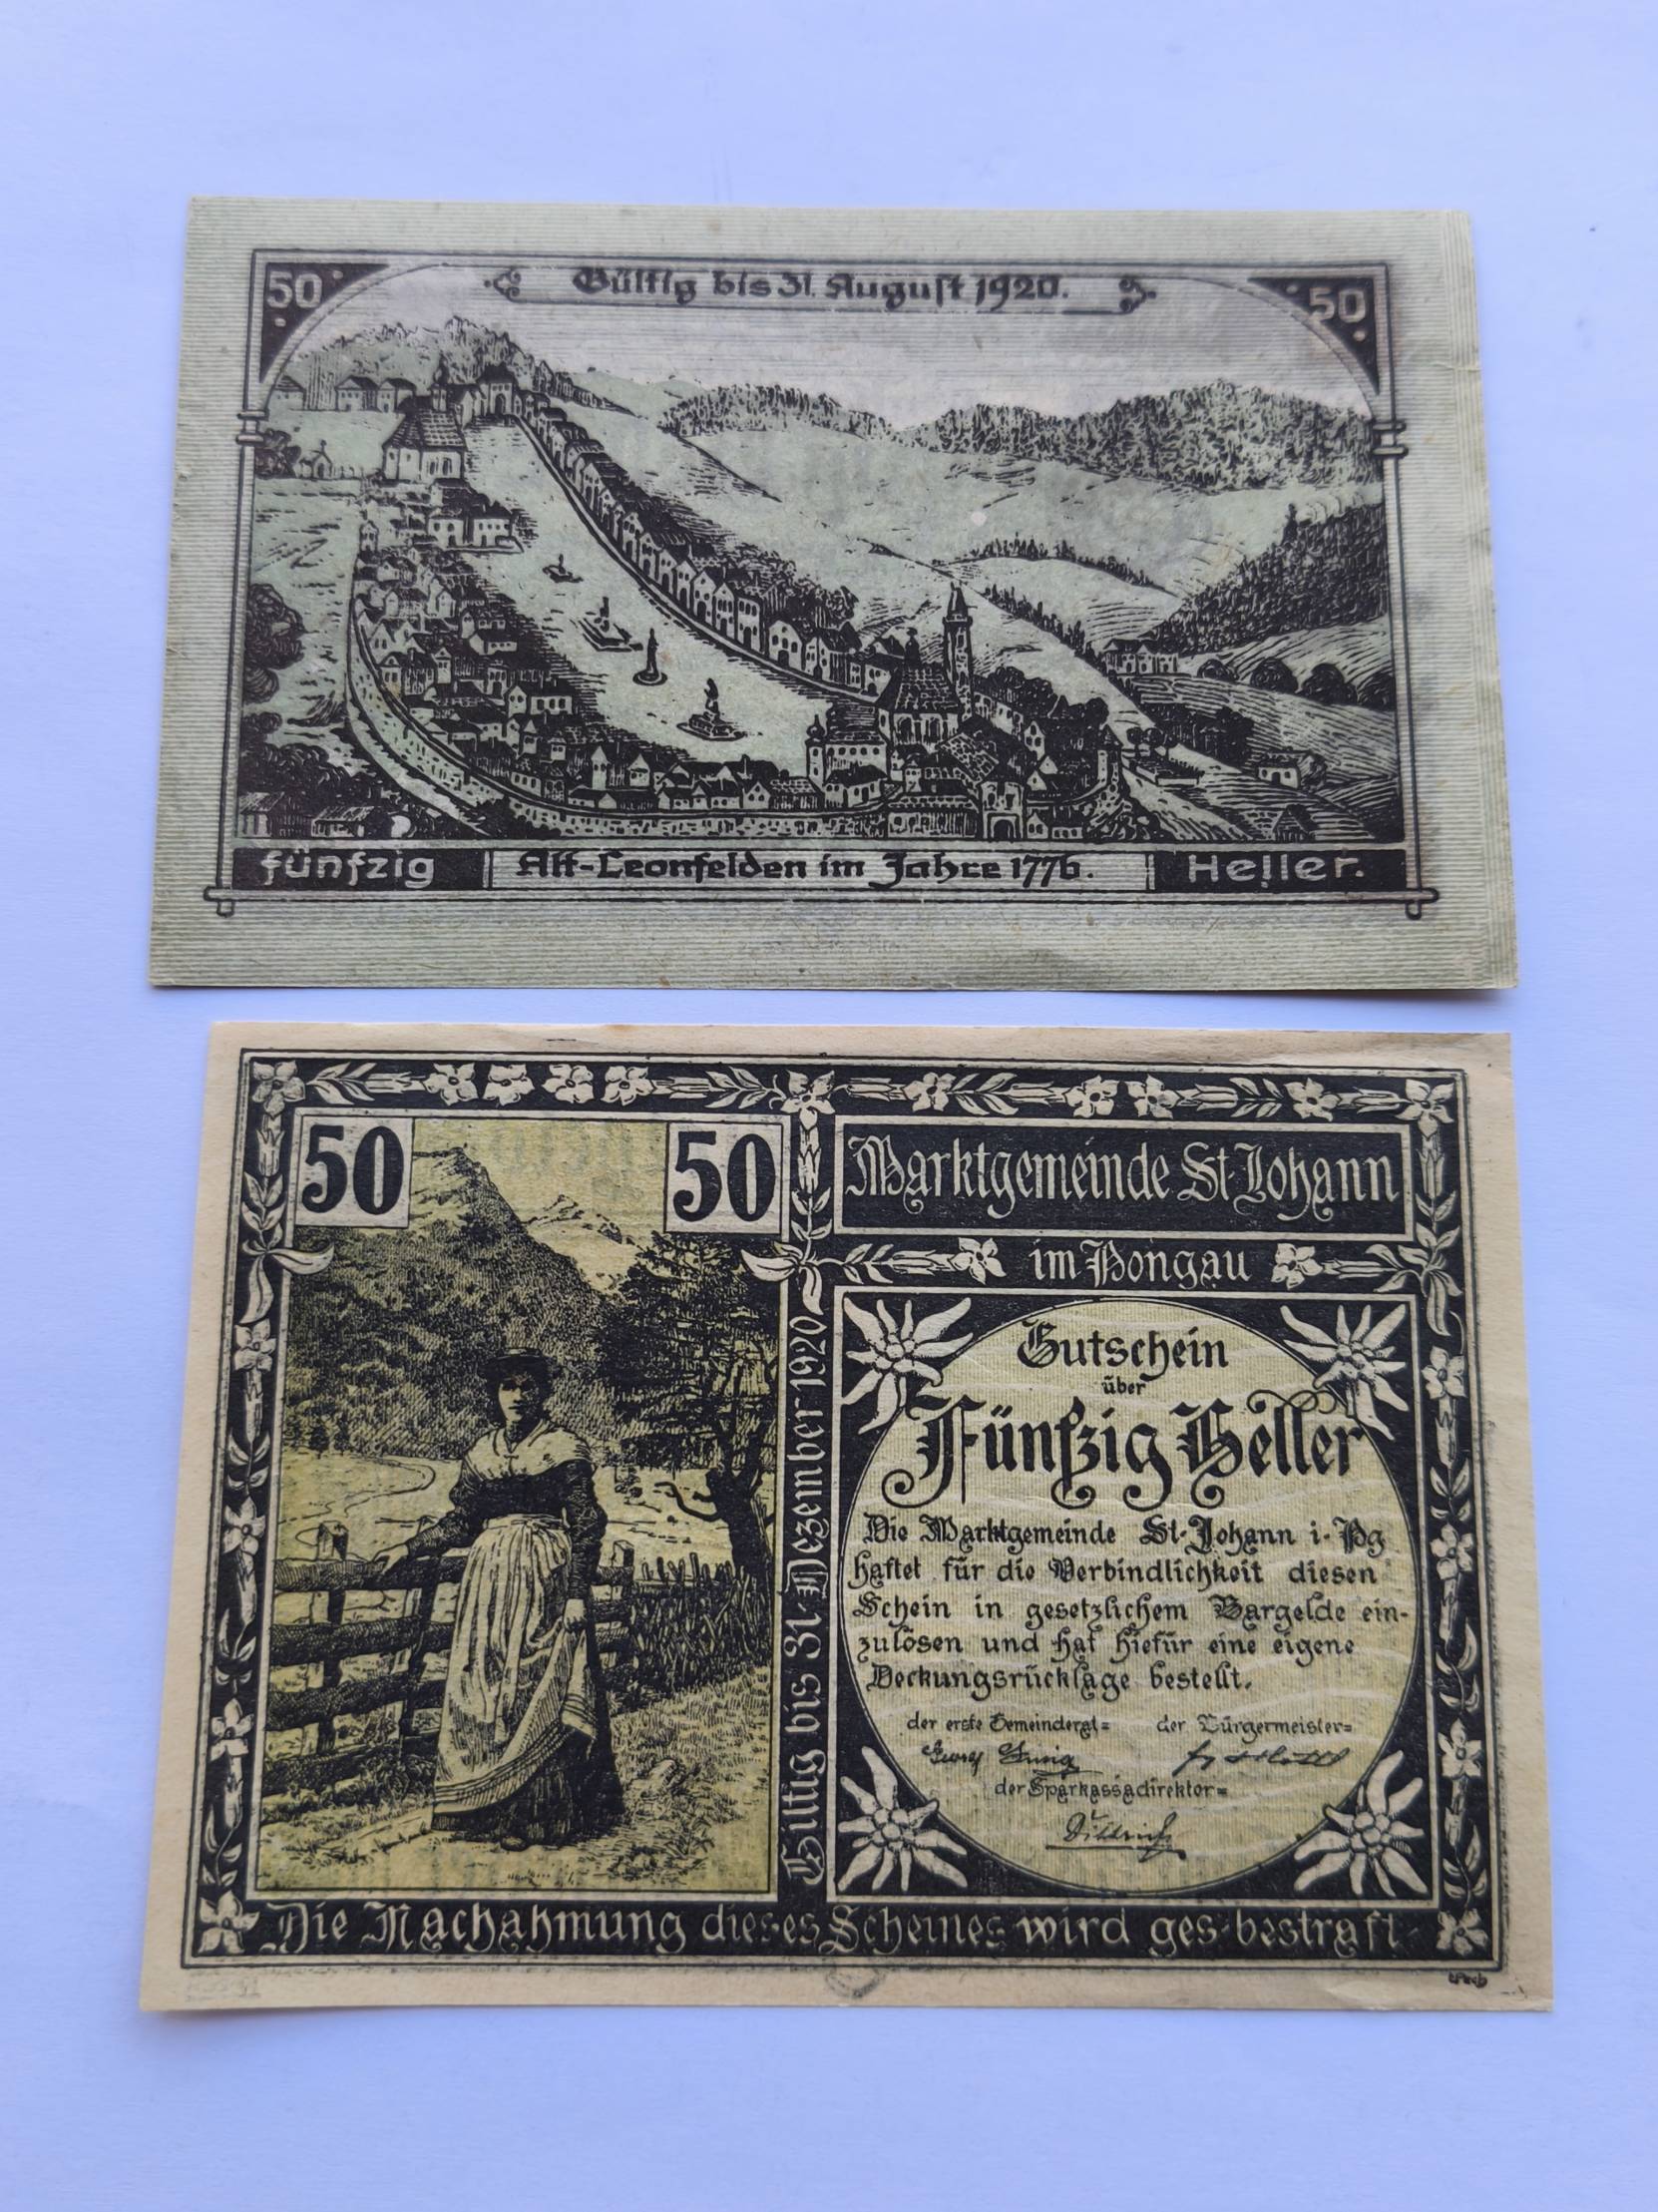 50
Gültig bis 31. August 1920.
50
fünfzig
Alt-Leonfelden im Jahre 1776.
Heller.
50
50
Giltig bis 31. Dezember 1920
Marktgemeinde St. Johann
im Pongau
Gutschein
über
Fünfzig Heller
Die Marktgemeinde St. Johann i. Pg
haftet für die Verbindlichkeit diesen
Schein in gesetzlichem Bargelde ein-
zulösen und hat hiefür eine eigene
Deckungsrücklage bestellt.
der erste Gemeinderat= der Bürgermeister=
der Sparkassadirektor=
Die Nachahmung dieses Scheines wird ges. bestraft.